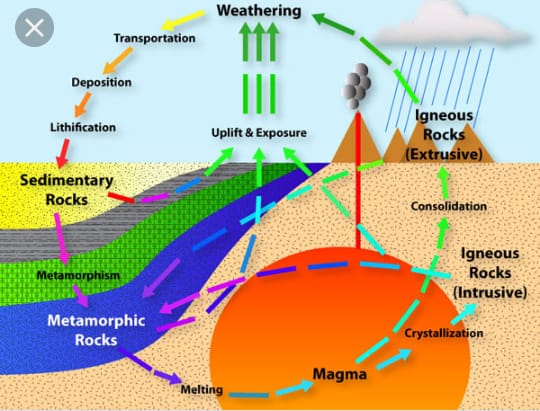 Weathering
Transportation
Deposition
Lithification
Uplift & Exposure
Igneous
Rocks
(Extrusive)
Sedimentary
Rocks
Consolidation
Igneous
Rocks
(Intrusive)
Metamorphism
Metamorphic
Rocks
Crystallization
Magma
Melting